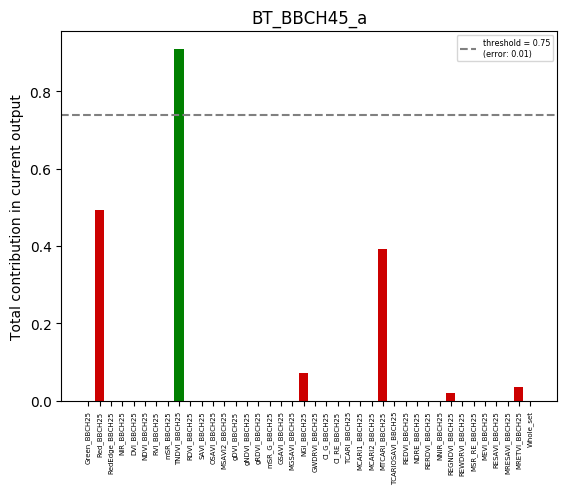 BT_BBCH45_a
threshold = 0.75
(error: 0.01)
Total contribution in current output
0.8
0.6
0.4
0.2
0.0
Green_BBCH25
Red_BBCH25
RedEdge_BBCH25
NIR_BBCH25
DVI_BBCH25
NDVI_BBCH25
RVI_BBCH25
mSR_BBCH25
TNDVI_BBCH25
RDVI_BBCH25
SAVI_BBCH25
OSAVI_BBCH25
MSAVI2_BBCH25
gDVI_BBCH25
gNDVI_BBCH25
gRDVI_BBCH25
mSR_G_BBCH25
GSAVI_BBCH25
MGSAVI_BBCH25
NGI_BBCH25
GWDRVI_BBCH25
CI_G_BBCH25
CI_RE_BBCH25
TCARI_BBCH25
MCARI1_BBCH25
MCARI2_BBCH25
MTCARI_BBCH25
TCARIOSAVI_BBCH25
REDVI_BBCH25
NDRE_BBCH25
RERDVI_BBCH25
NNIR_BBCH25
REGNDVI_BBCH25
REWDRVI_BBCH25
MSR_RE_BBCH25
MEVI_BBCH25
RESAVI_BBCH25
MRESAVI_BBCH25
MRETVI_BBCH25
Whole_set